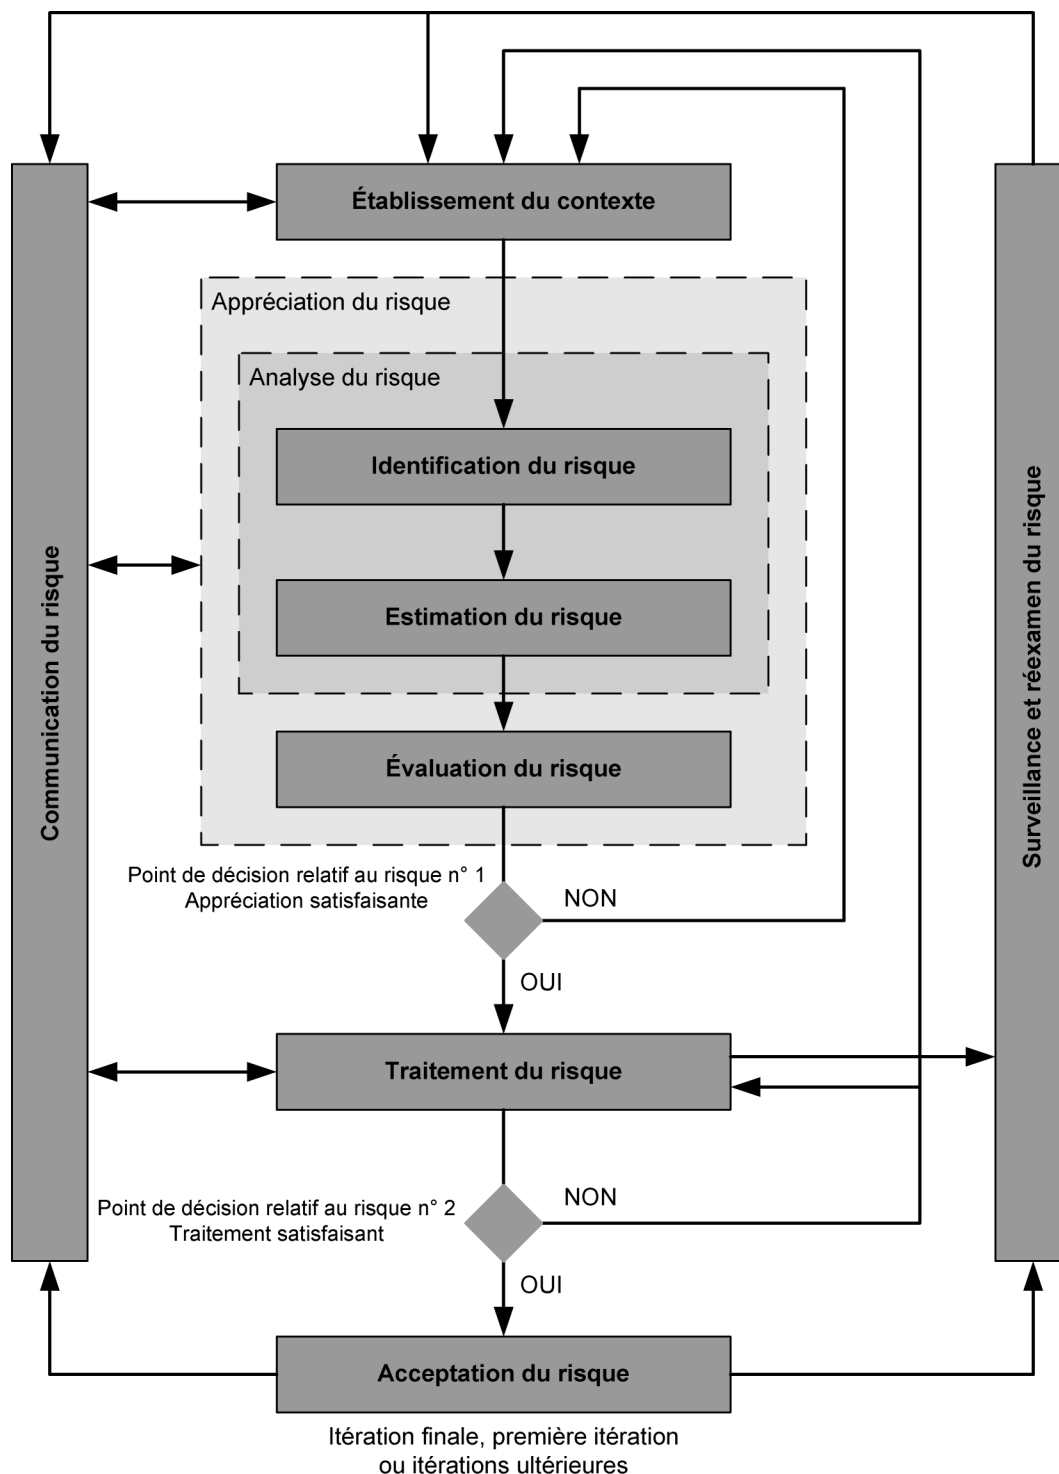 Établissement du contexte
Appréciation du risque
Analyse du risque
Identification du risque
Estimation du risque
Évaluation du risque
Communication du risque
Surveillance et réexamen du risque
Point de décision relatif au risque n° 1
Appréciation satisfaisante
NON
OUI
Traitement du risque
Point de décision relatif au risque n° 2
Traitement satisfaisant
NON
OUI
Acceptation du risque
Itération finale, première itération
ou itérations ultérieures